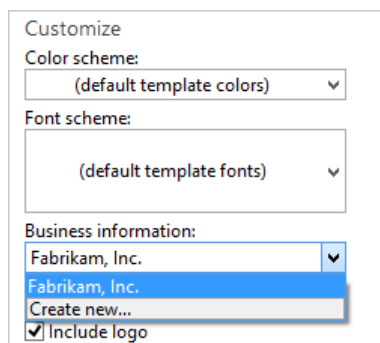 Customize
Color scheme:
(default template colors)
Font scheme:
(default template fonts)
Business information:
Fabrikam, Inc.
Fabrikam, Inc.
Create new...
Include logo